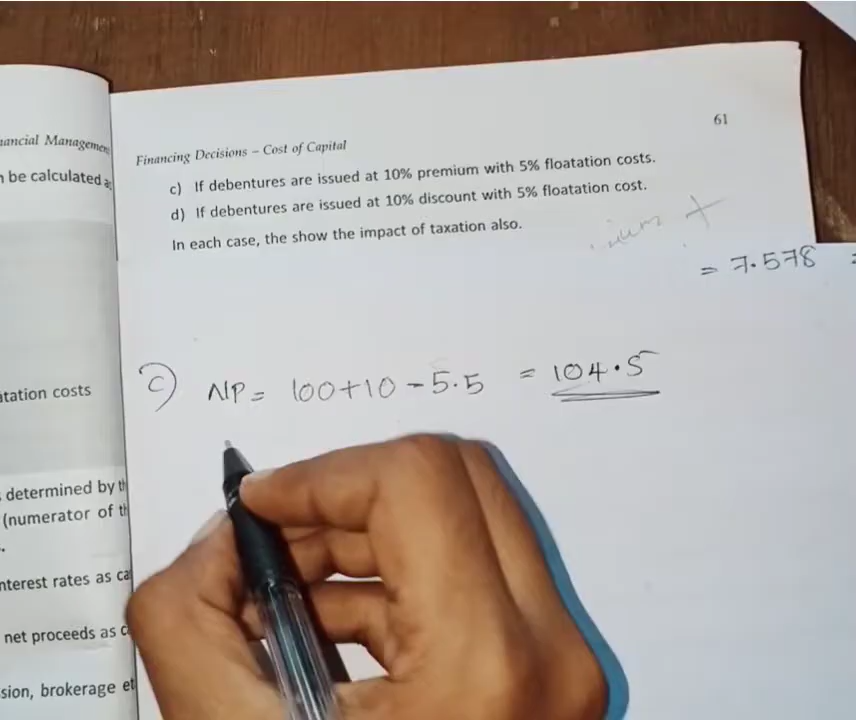 ancial Managemen
n be calculated a
tation costs
determined by th
(numerator of th
nterest rates as ca
net proceeds as c
sion, brokerage et
61
Financing Decisions – Cost of Capital
c) If debentures are issued at 10% premium with 5% floatation costs.
d) If debentures are issued at 10% discount with 5% floatation cost.
In each case, the show the impact of taxation also.
= 7.578 =
c) NP = 100+10-5.5 = 104.5